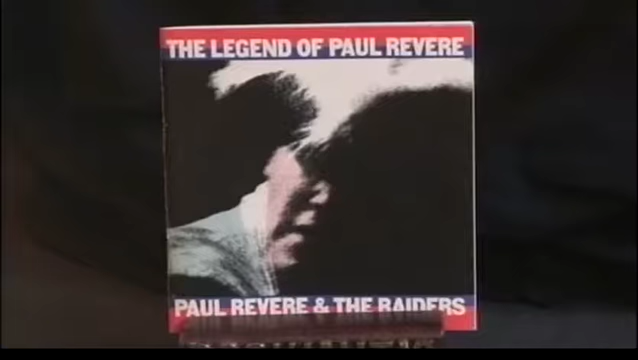 THE LEGEND OF PAUL REVERE
PAUL REVERE & THE RAIDERS